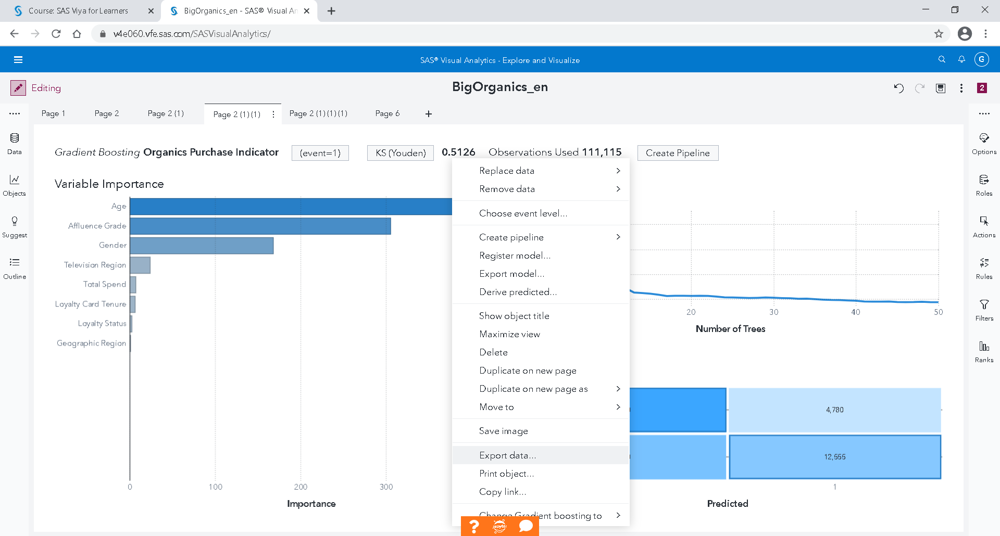 Course: SAS Viya for Learners
BigOrganics_en - SAS® Visual An
v4e060.vfe.sas.com/SASVisualAnalytics/
SAS® Visual Analytics - Explore and Visualize
G
Editing
BigOrganics_en
2
Page 1
Page 2
Page 2 (1)
Page 2 (1)(1)
Page 2 (1)(1)(1)
Page 6
Data
Objects
Suggest
Outline
Gradient Boosting Organics Purchase Indicator
(event=1)
KS (Youden)
0.5126
Observations Used 111,115
Create Pipeline
Variable Importance
Age
Affluence Grade
Gender
Television Region
Total Spend
Loyalty Card Tenure
Loyalty Status
Geographic Region
0
100
200
300
Importance
Replace data
Remove data
Choose event level...
Create pipeline
Register model...
Export model...
Derive predicted...
Show object title
Maximize view
Delete
Duplicate on new page
Duplicate on new page as
Move to
Save image
Export data...
Print object...
Copy link...
Change Gradient boosting to
?
jupyter
20
30
40
50
Number of Trees
4,780
12,555
1
Predicted
Options
Roles
Actions
Rules
Filters
Ranks